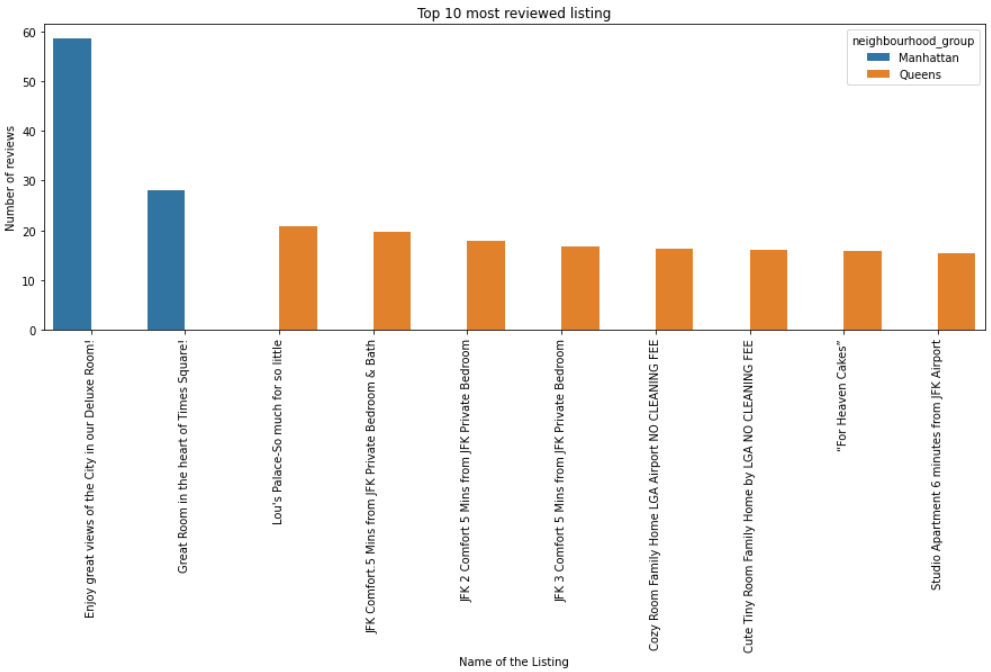 Top 10 most reviewed listing
neighbourhood_group
Manhattan
Queens
Number of reviews
60
50
40
30
20
10
0
Enjoy great views of the City in our Deluxe Room!
Great Room in the heart of Times Square!
Lou's Palace-So much for so little
JFK Comfort.5 Mins from JFK Private Bedroom & Bath
JFK 2 Comfort 5 Mins from JFK Private Bedroom
JFK 3 Comfort 5 Mins from JFK Private Bedroom
Cozy Room Family Home LGA Airport NO CLEANING FEE
Cute Tiny Room Family Home by LGA NO CLEANING FEE
“For Heaven Cakes”
Studio Apartment 6 minutes from JFK Airport
Name of the Listing